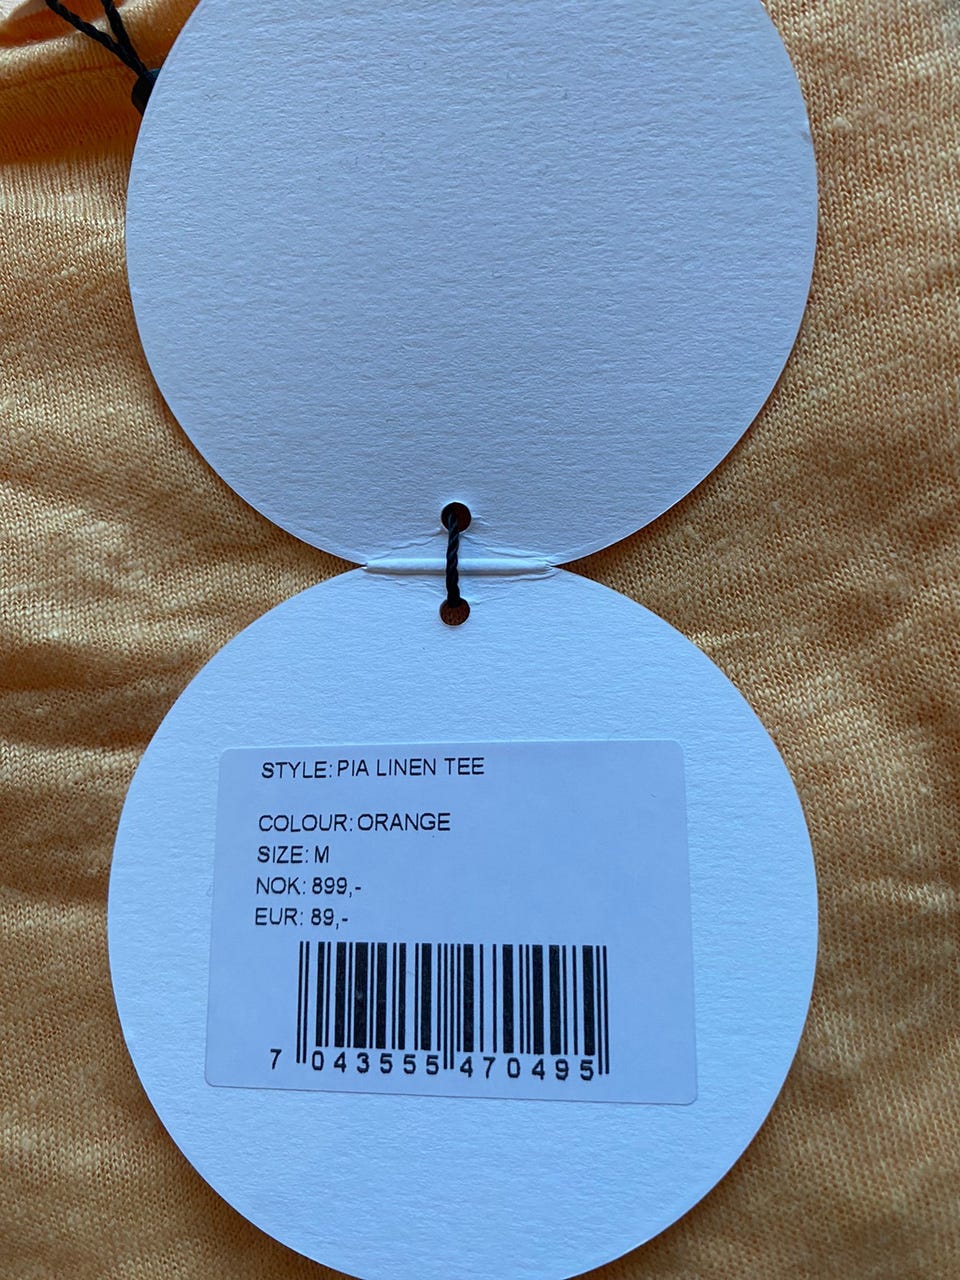 STYLE: PIA LINEN TEE
COLOUR: ORANGE
SIZE: M
NOK: 899,-
EUR: 89,-
7 043555 470495